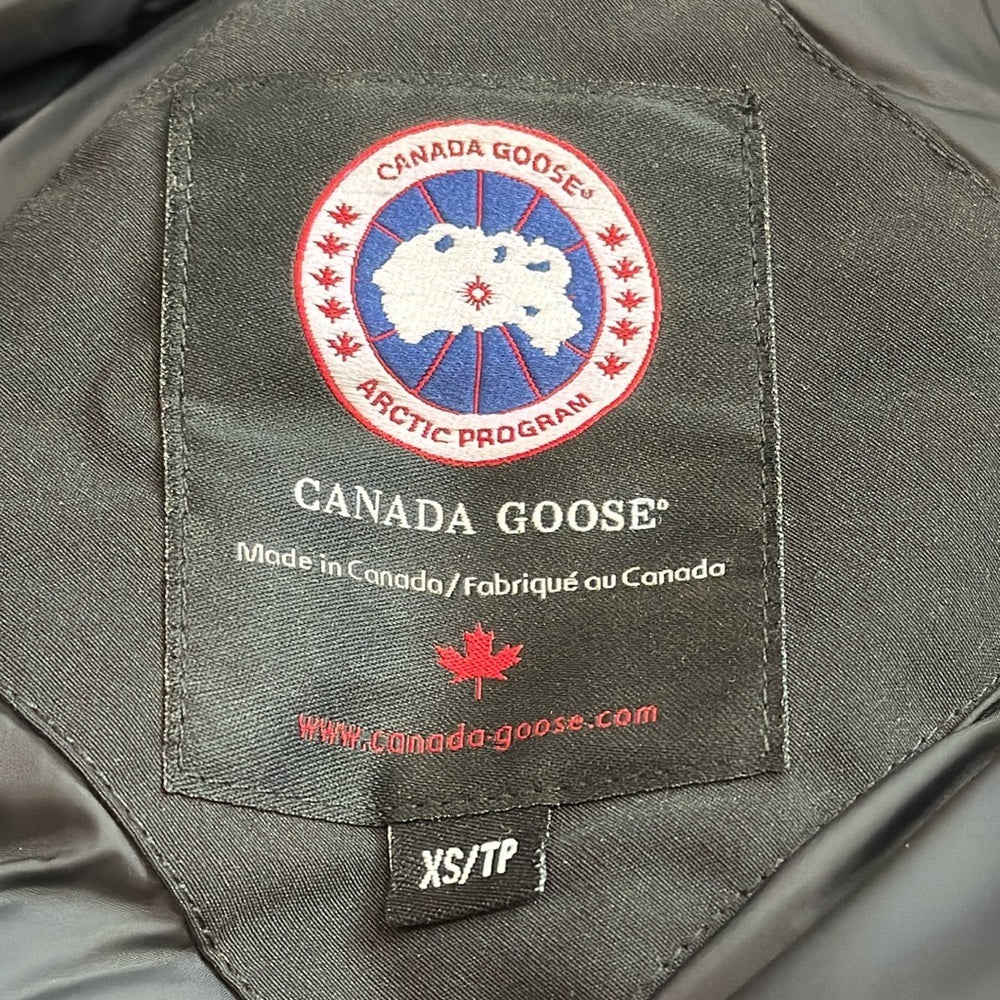 CANADA GOOSE®
ARCTIC PROGRAM
CANADA GOOSE®
Made in Canada/Fabriqué au Canada
www.canada-goose.com
XS/TP